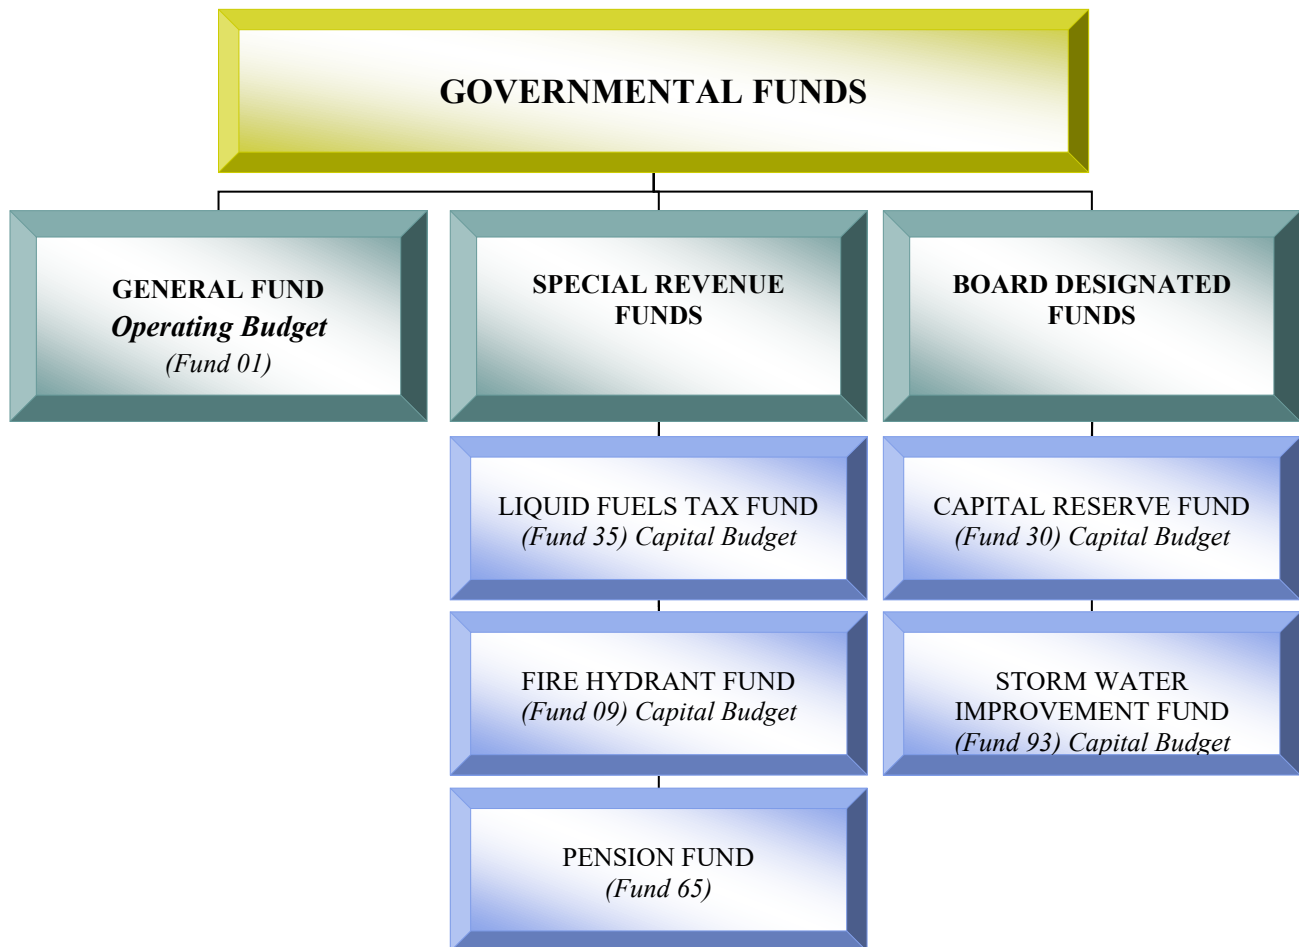 GOVERNMENTAL FUNDS
GENERAL FUND
Operating Budget
(Fund 01)
SPECIAL REVENUE
FUNDS
BOARD DESIGNATED
FUNDS
LIQUID FUELS TAX FUND
(Fund 35) Capital Budget
CAPITAL RESERVE FUND
(Fund 30) Capital Budget
FIRE HYDRANT FUND
(Fund 09) Capital Budget
STORM WATER
IMPROVEMENT FUND
(Fund 93) Capital Budget
PENSION FUND
(Fund 65)